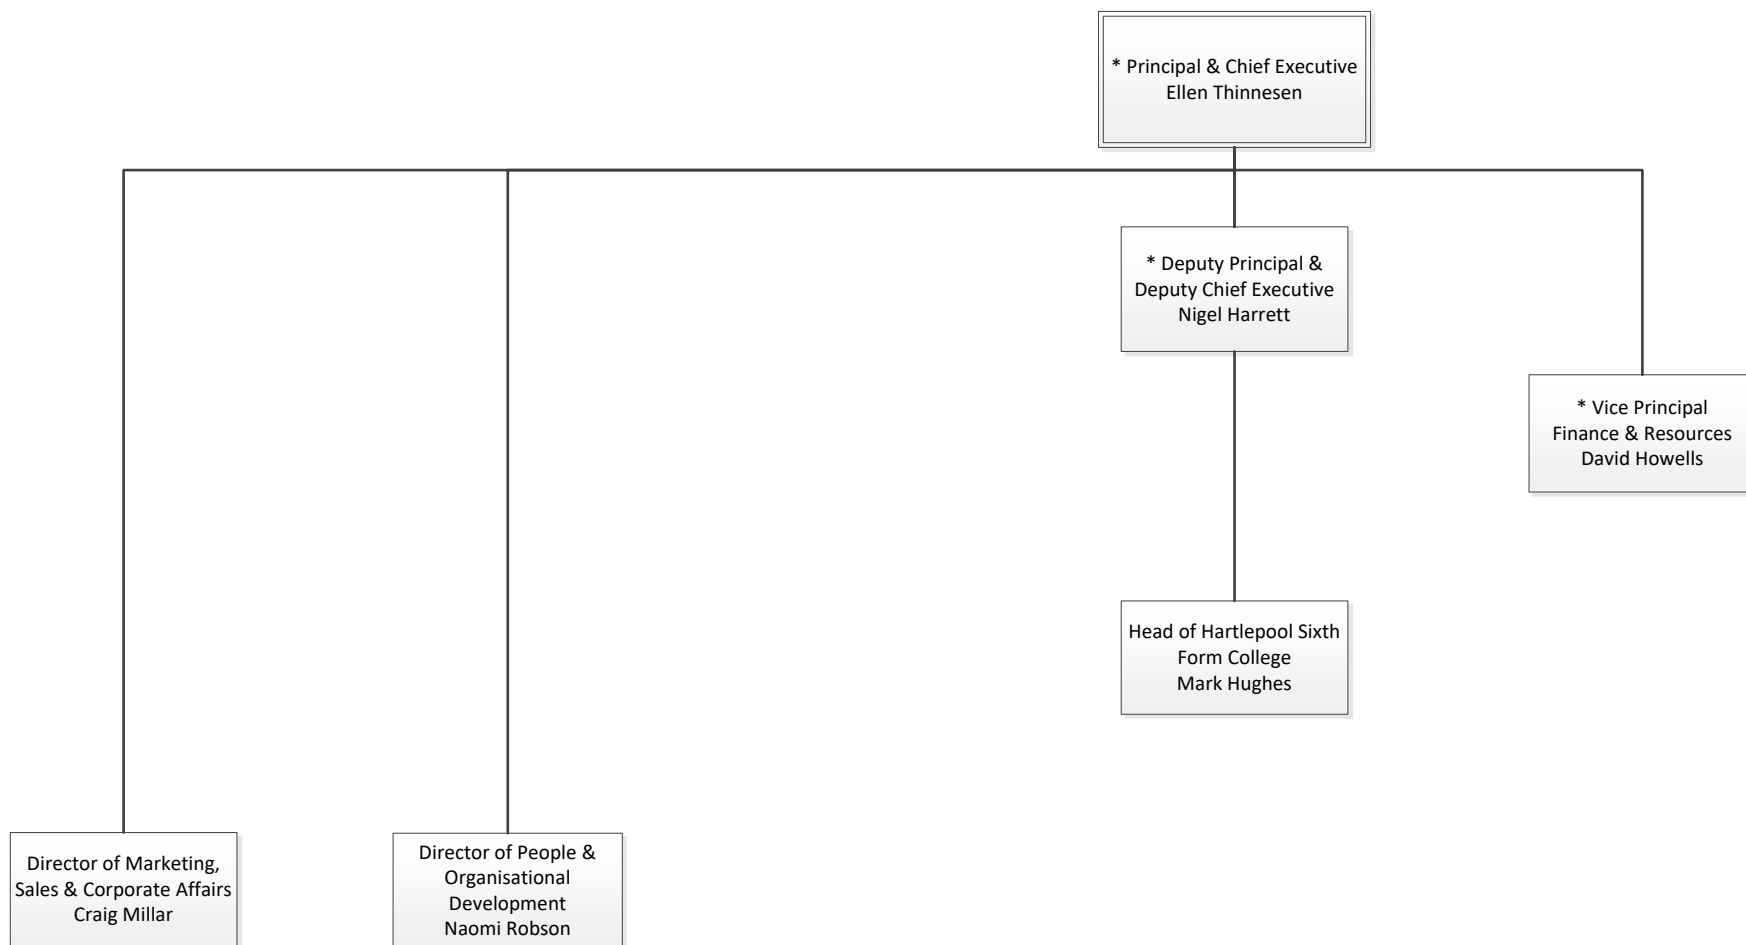 * Principal & Chief Executive
Ellen Thinnesen
* Deputy Principal &
Deputy Chief Executive
Nigel Harrett
* Vice Principal
Finance & Resources
David Howells
Head of Hartlepool Sixth
Form College
Mark Hughes
Director of Marketing,
Sales & Corporate Affairs
Craig Millar
Director of People &
Organisational
Development
Naomi Robson